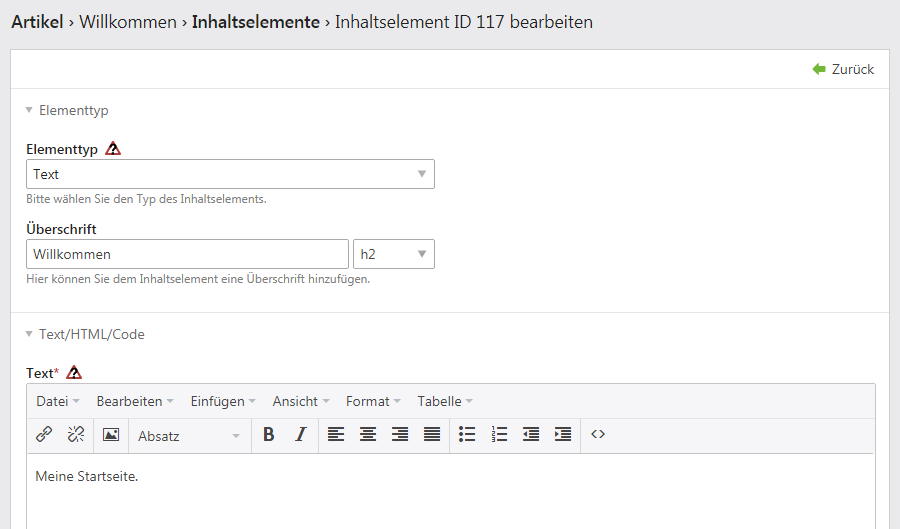 Artikel › Willkommen › Inhaltselemente › Inhaltselement ID 117 bearbeiten
Zurück
Elementtyp
Elementtyp
Text
Bitte wählen Sie den Typ des Inhaltselements.
Überschrift
Willkommen h2
Hier können Sie dem Inhaltselement eine Überschrift hinzufügen.
Text/HTML/Code
Text*
Datei Bearbeiten Einfügen Ansicht Format Tabelle
Absatz B I
Meine Startseite.